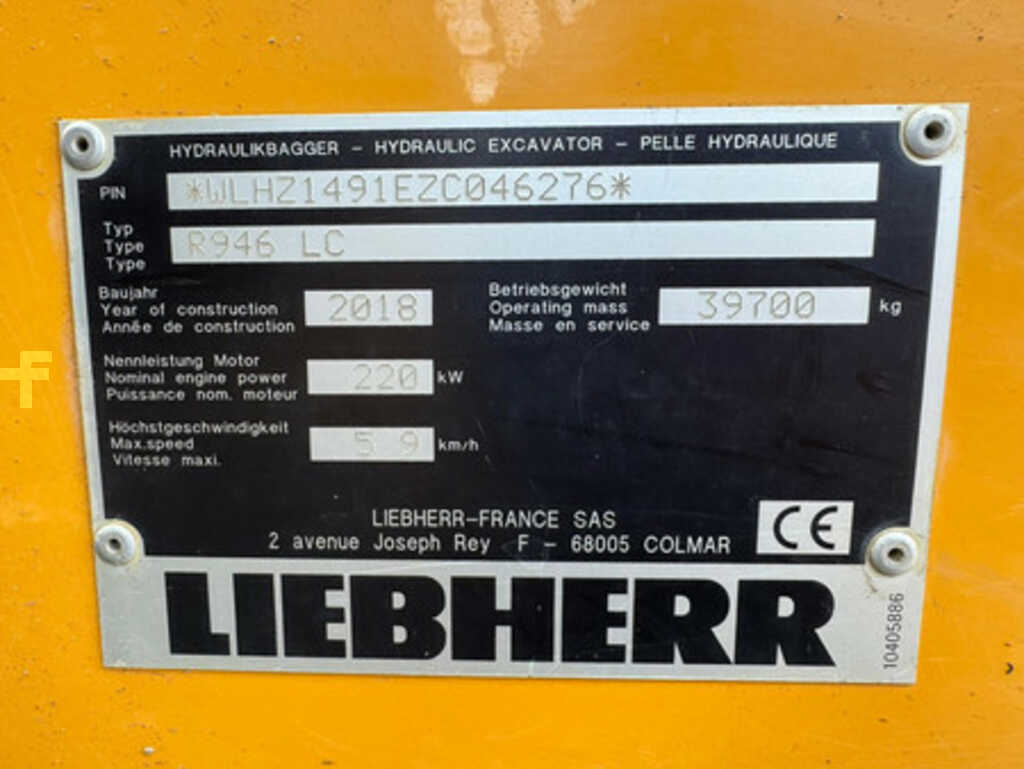 HYDRAULIKBAGGER - HYDRAULIC EXCAVATOR - PELLE HYDRAULIQUE
PIN *WLHZ1491EZC046276*
Typ
Type R946 LC
Type
Baujahr
Year of construction 2018
Année de construction
Betriebsgewicht
Operating mass 39700 kg
Masse en service
Nennleistung Motor
Nominal engine power 220 kW
Puissance nom. moteur
Höchstgeschwindigkeit
Max.speed 5 9 km/h
Vitesse maxi.
LIEBHERR-FRANCE SAS
2 avenue Joseph Rey F - 68005 COLMAR
CE
LIEBHERR
10405886
F